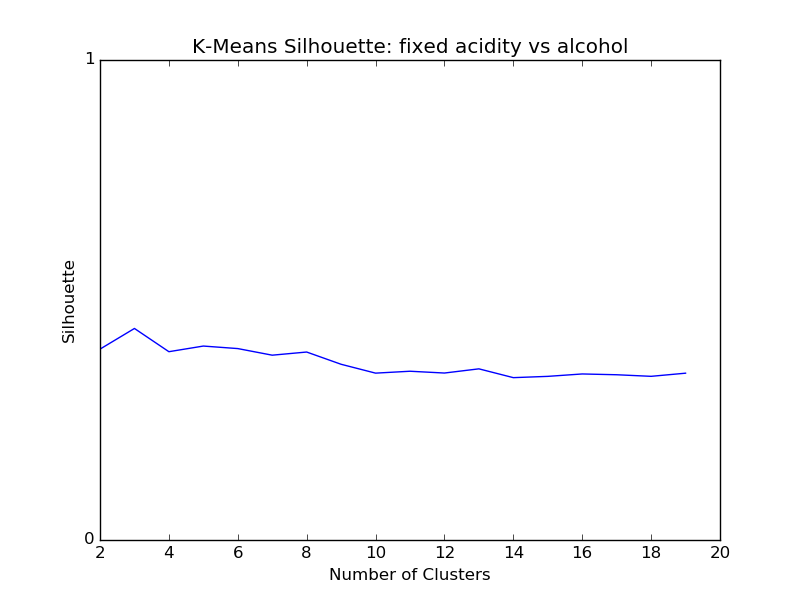 K-Means Silhouette: fixed acidity vs alcohol
1
Silhouette
0
2 4 6 8 10 12 14 16 18 20
Number of Clusters